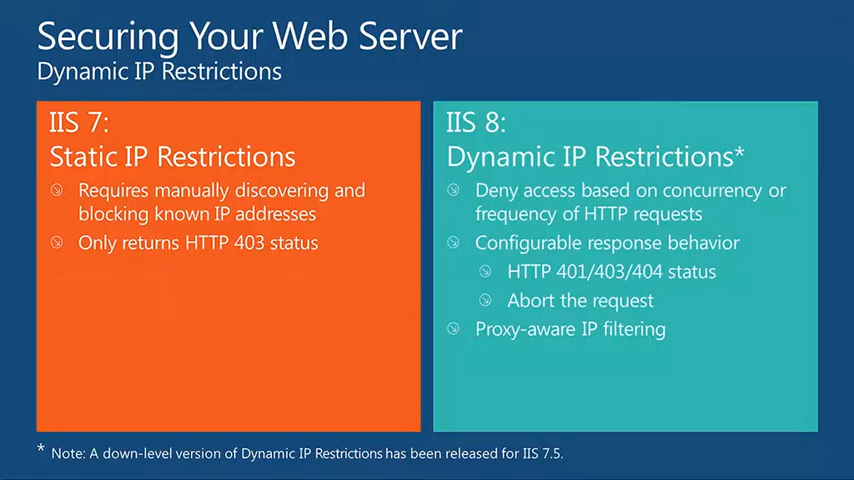 Securing Your Web Server
Dynamic IP Restrictions
IIS 7:
Static IP Restrictions
Requires manually discovering and
blocking known IP addresses
Only returns HTTP 403 status
IIS 8:
Dynamic IP Restrictions*
Deny access based on concurrency or
frequency of HTTP requests
Configurable response behavior
HTTP 401/403/404 status
Abort the request
Proxy-aware IP filtering
* Note: A down-level version of Dynamic IP Restrictions has been released for IIS 7.5.